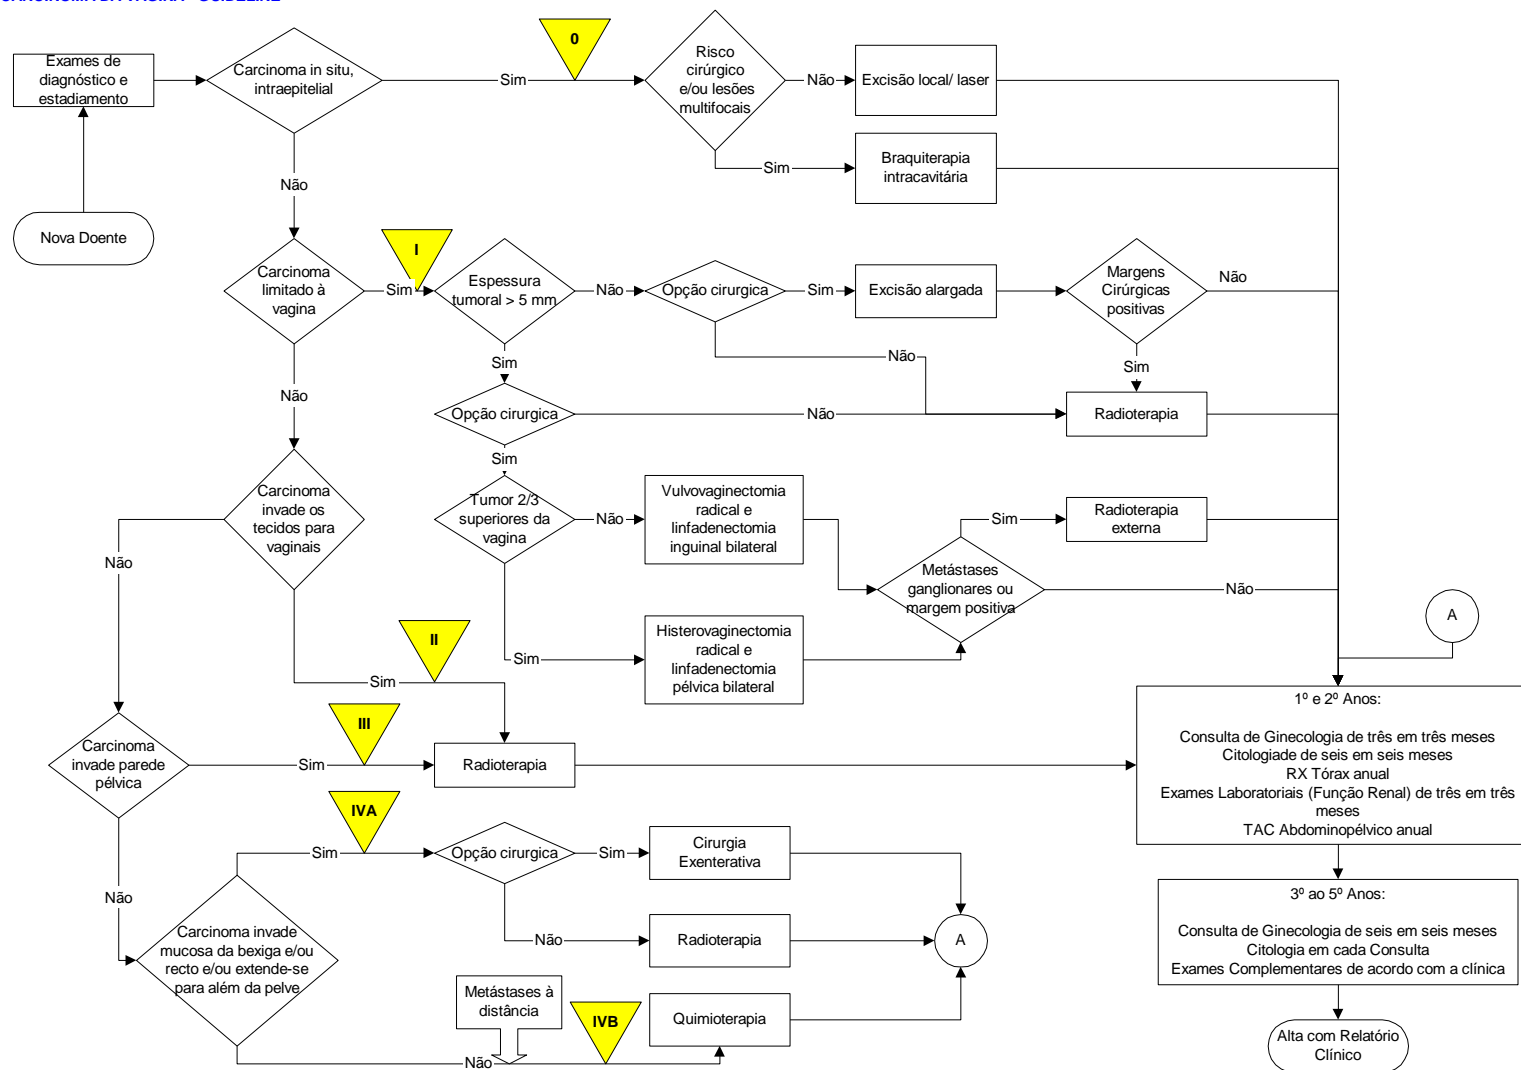 CARCINOMA DA VAGINA - GUIDELINE
Exames de
diagnóstico e
estadiamento
Nova Doente
Carcinoma in situ,
intraepitelial
Sim
0
Risco
cirúrgico
e/ou lesões
multifocais
Não
Excisão local/ laser
Sim
Braquiterapia
intracavitária
Não
Carcinoma
limitado à
vagina
Sim
I
Espessura
tumoral > 5 mm
Não
Opção cirurgica
Sim
Excisão alargada
Margens
Cirúrgicas
positivas
Não
Não
Sim
Radioterapia
Sim
Opção cirurgica
Não
Sim
Tumor 2/3
superiores da
vagina
Não
Vulvovaginectomia
radical e
linfadenectomia
inguinal bilateral
Sim
Histerovaginectomia
radical e
linfadenectomia
pélvica bilateral
Metástases
ganglionares ou
margem positiva
Sim
Radioterapia
externa
Não
A
Não
Carcinoma
invade os
tecidos para
vaginais
Sim
II
Não
Carcinoma
invade parede
pélvica
Sim
III
Radioterapia
Não
Carcinoma invade
mucosa da bexiga e/ou
recto e/ou extende-se
para além da pelve
Sim
IVA
Opção cirurgica
Sim
Cirurgia
Exenterativa
Não
Radioterapia
A
Não
Metástases à
distância
IVB
Quimioterapia
1º e 2º Anos:
Consulta de Ginecologia de três em três meses
Citologiade de seis em seis meses
RX Tórax anual
Exames Laboratoriais (Função Renal) de três em três
meses
TAC Abdominopélvico anual
3º ao 5º Anos:
Consulta de Ginecologia de seis em seis meses
Citologia em cada Consulta
Exames Complementares de acordo com a clínica
Alta com Relatório
Clínico